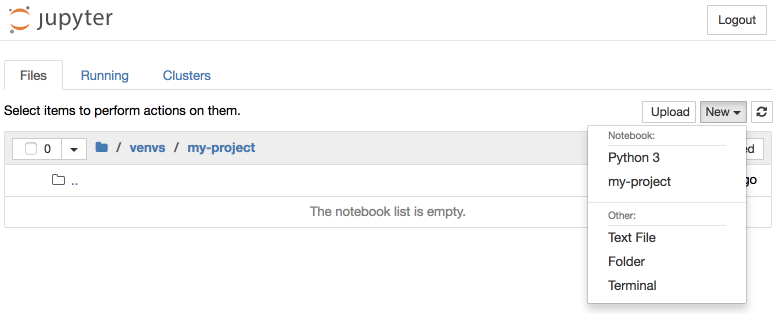 jupyter
Logout
Files Running Clusters
Select items to perform actions on them.
Upload New
0 / venvs / my-project
..
The notebook list is empty.
Notebook:
Python 3
my-project
Other:
Text File
Folder
Terminal